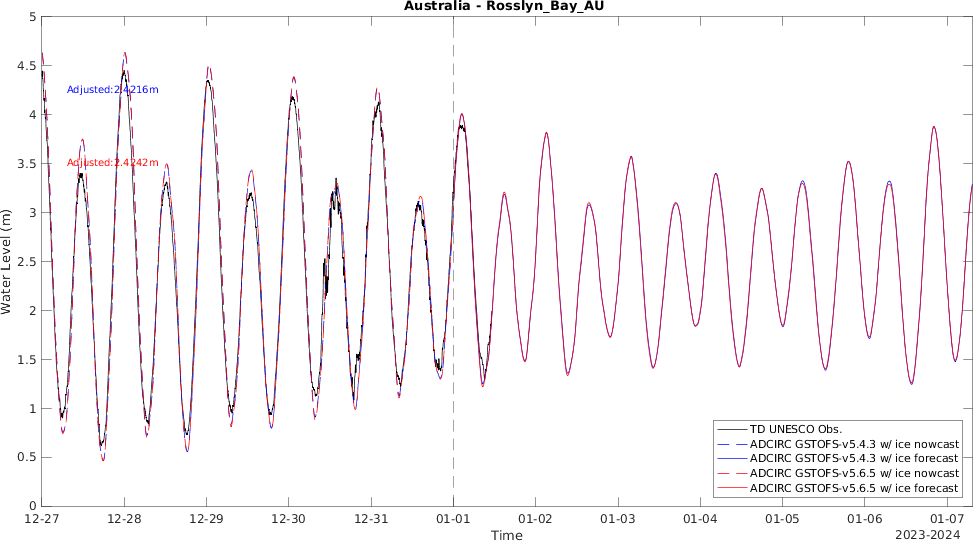 Australia - Rosslyn_Bay_AU
5
4.5
4
3.5
3
2.5
2
1.5
1
0.5
0
Water Level (m)
Adjusted:2.4216m
Adjusted:2.4242m
TD UNESCO Obs.
ADCIRC GSTOFS-v5.4.3 w/ ice nowcast
ADCIRC GSTOFS-v5.4.3 w/ ice forecast
ADCIRC GSTOFS-v5.6.5 w/ ice nowcast
ADCIRC GSTOFS-v5.6.5 w/ ice forecast
12-27 12-28 12-29 12-30 12-31 01-01 01-02 01-03 01-04 01-05 01-06 01-07
Time
2023-2024